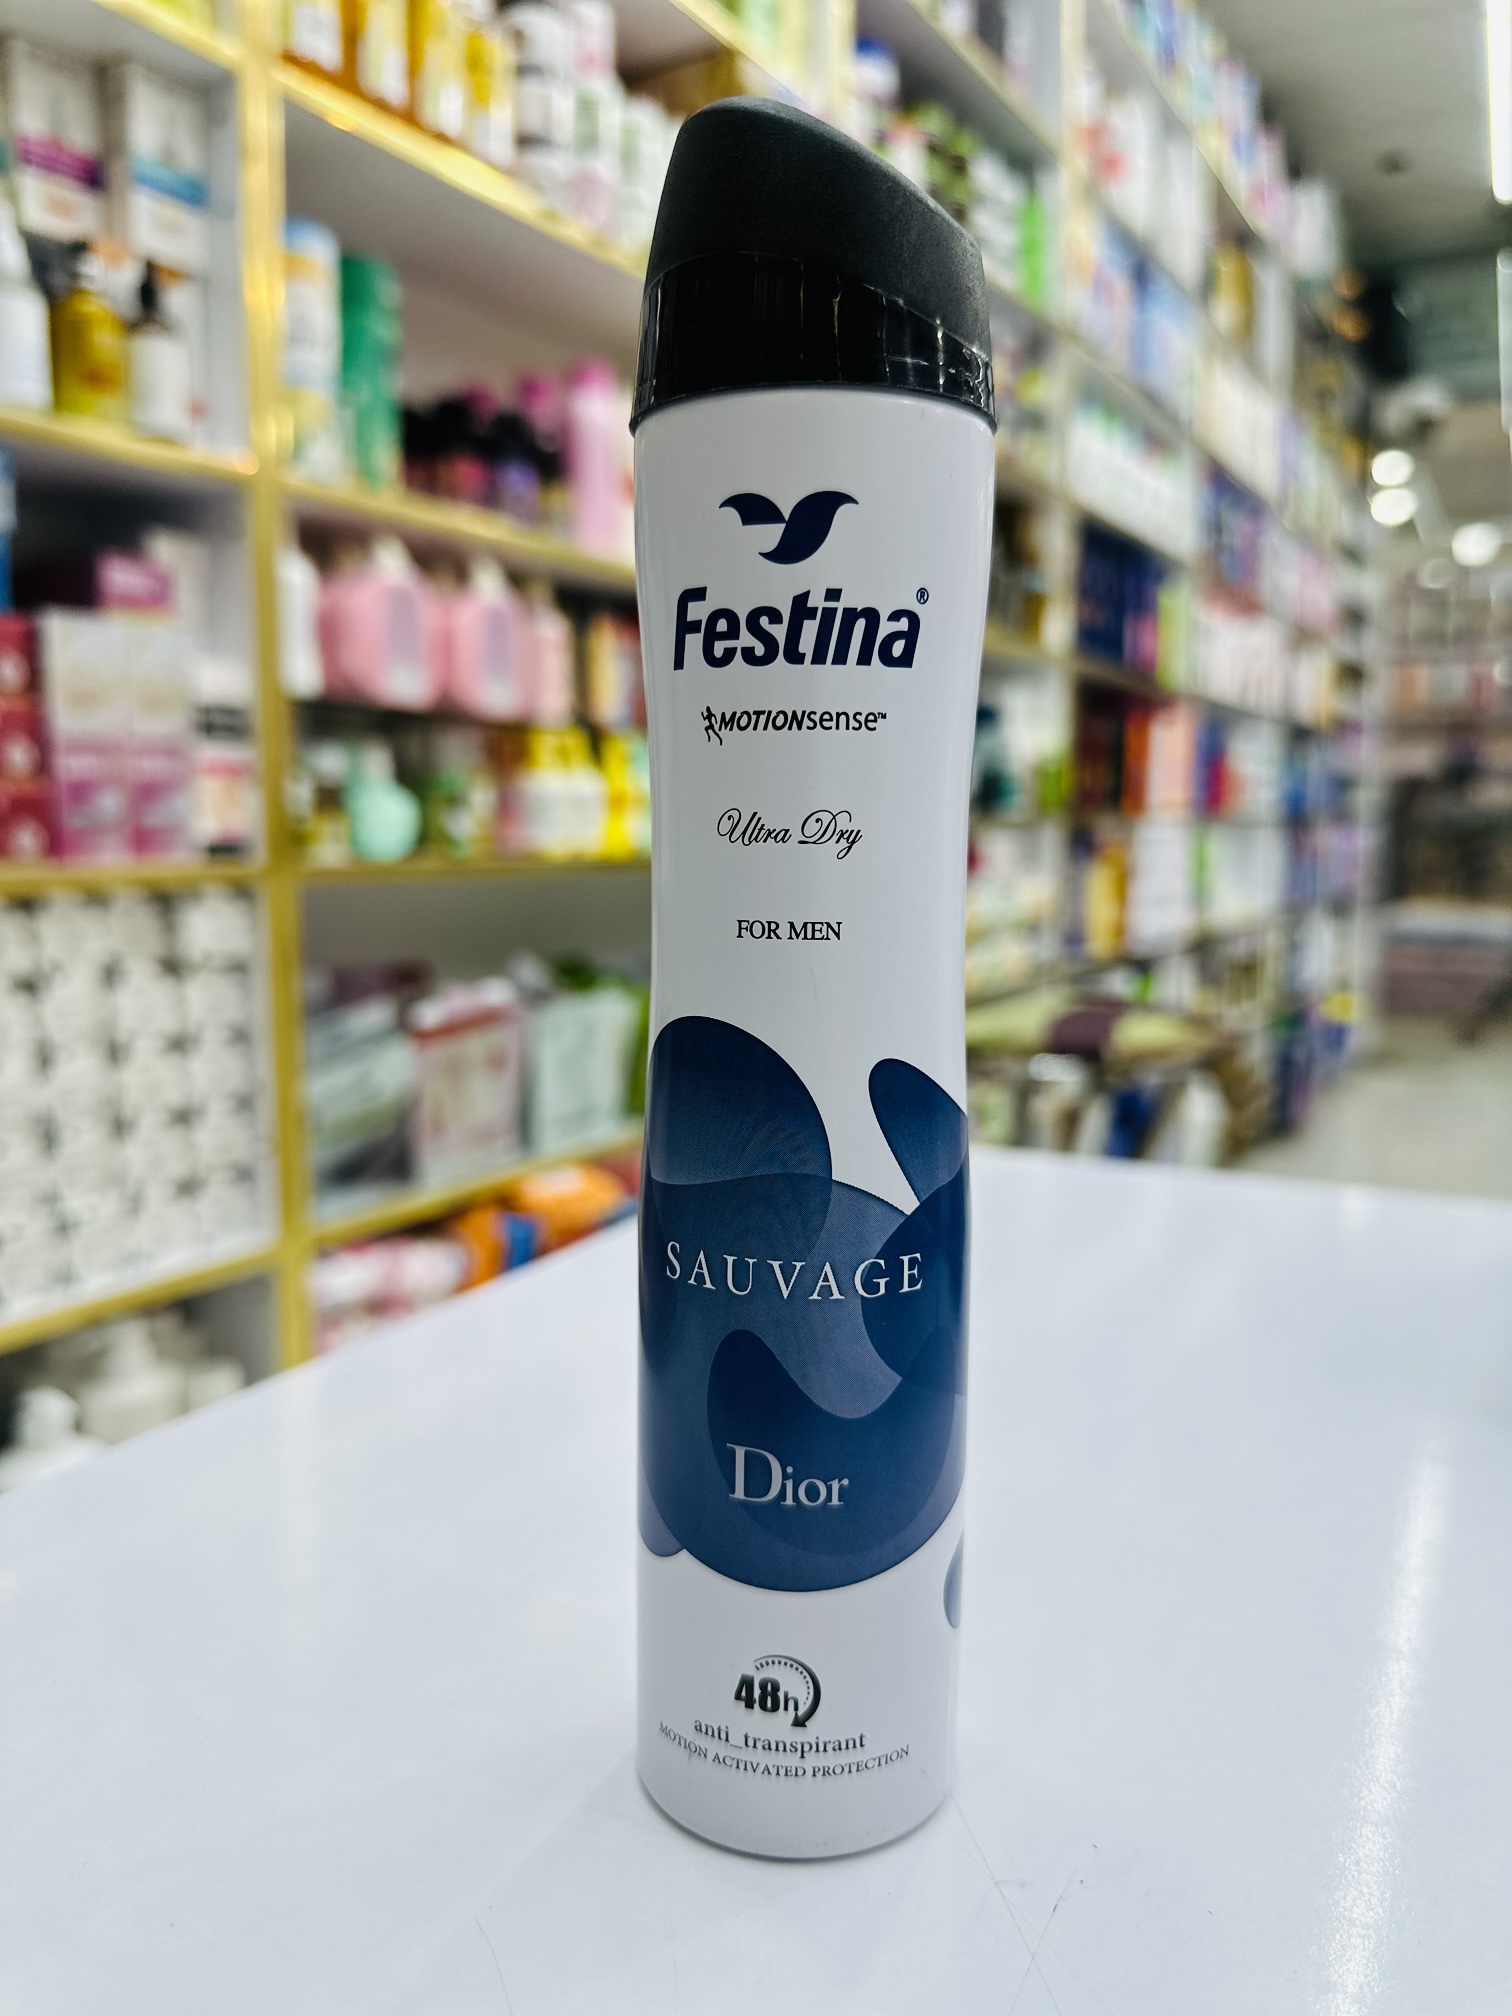 Festina®
MOTIONsense™
Ultra Dry
FOR MEN
SAUVAGE
Dior
48h
anti_transpirant
MOTION ACTIVATED PROTECTION